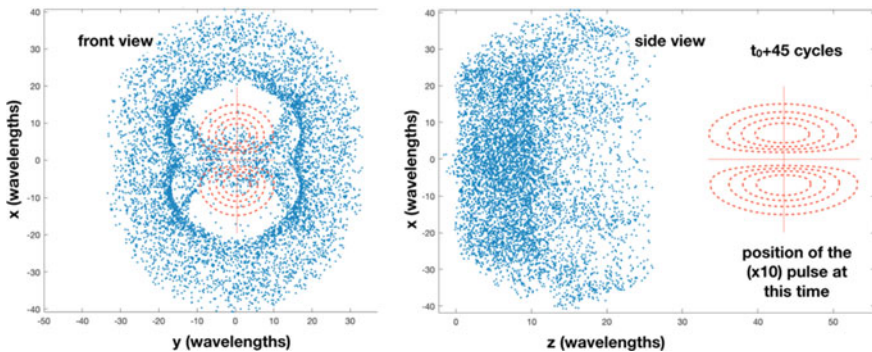 front view
x (wavelengths)
40
30
20
10
0
-10
-20
-30
-40
-50 -40 -30 -20 -10 0 10 20 30
y (wavelengths)
side view
t₀+45 cycles
x (wavelengths)
40
30
20
10
0
-10
-20
-30
-40
position of the
(x10) pulse at
this time
0 10 20 30 40 50
z (wavelengths)